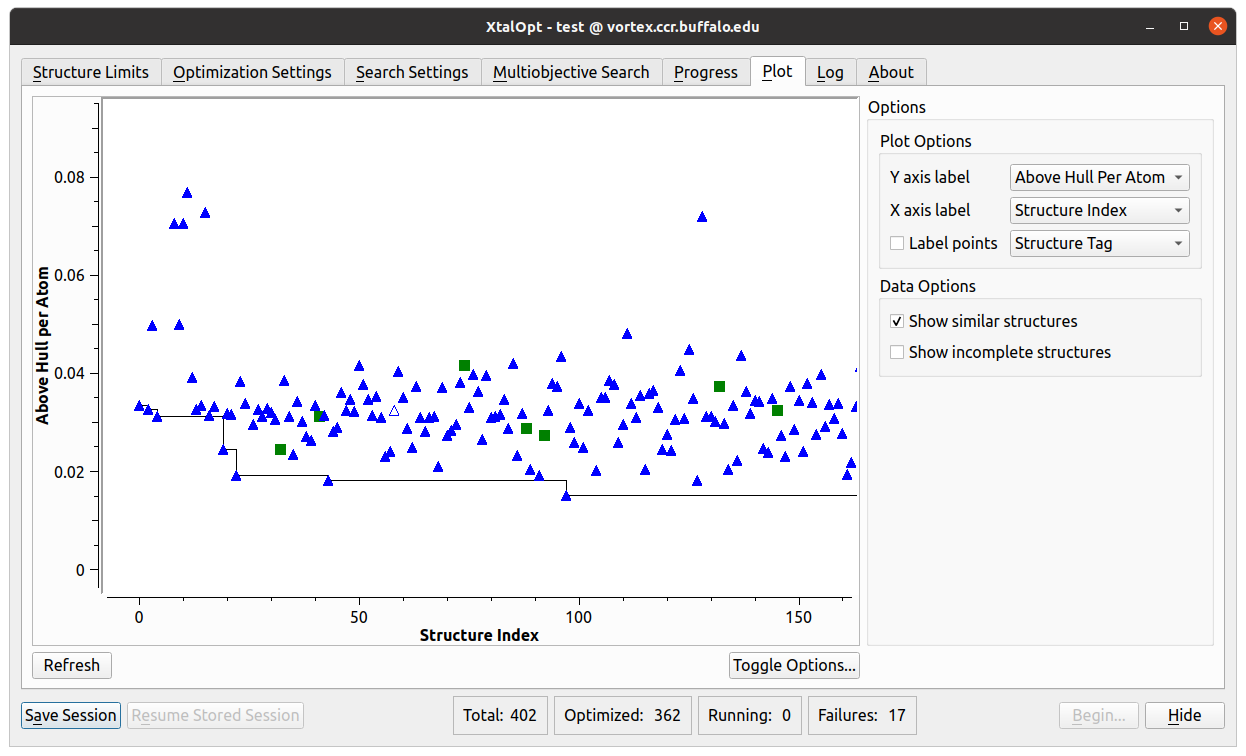 XtalOpt - test @ vortex.ccr.buffalo.edu
Structure Limits Optimization Settings Search Settings Multiobjective Search Progress Plot Log About
Options
Plot Options
Y axis label Above Hull Per Atom
X axis label Structure Index
Label points Structure Tag
Data Options
Show similar structures
Show incomplete structures
Above Hull per Atom
0.08
0.06
0.04
0.02
0
0 50 100 150
Structure Index
Refresh Toggle Options...
Save Session Resume Stored Session Total: 402 Optimized: 362 Running: 0 Failures: 17 Begin... Hide